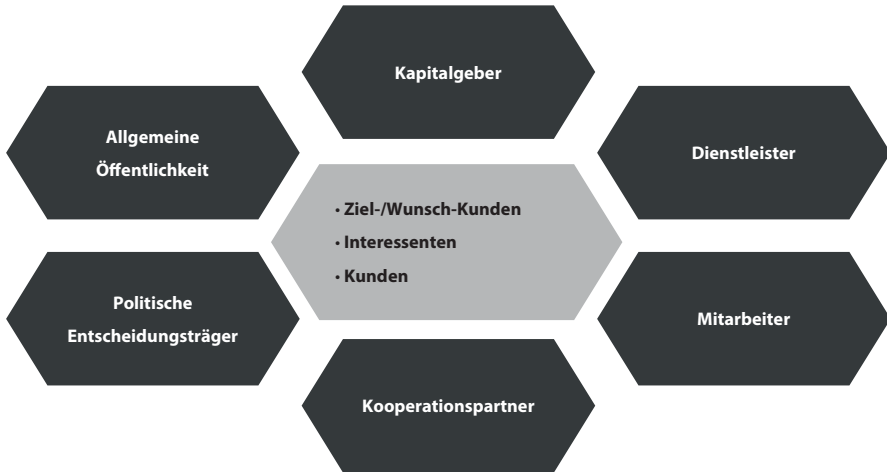 Kapitalgeber
Allgemeine
Öffentlichkeit
Dienstleister
• Ziel-/Wunsch-Kunden
• Interessenten
• Kunden
Politische
Entscheidungsträger
Mitarbeiter
Kooperationspartner